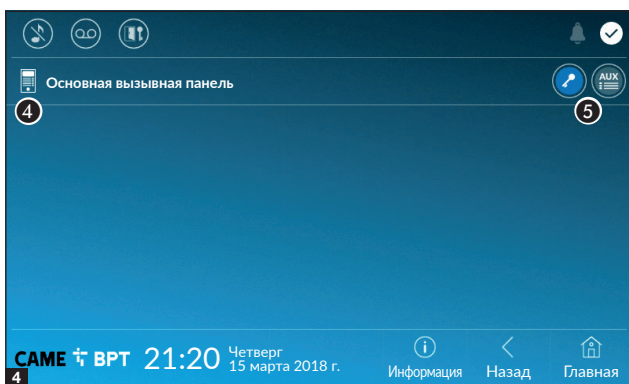 Основная вызывная панель
AUX
4
5
CAME BPT 21:20 Четверг
15 марта 2018 г.
Информация Назад Главная
4